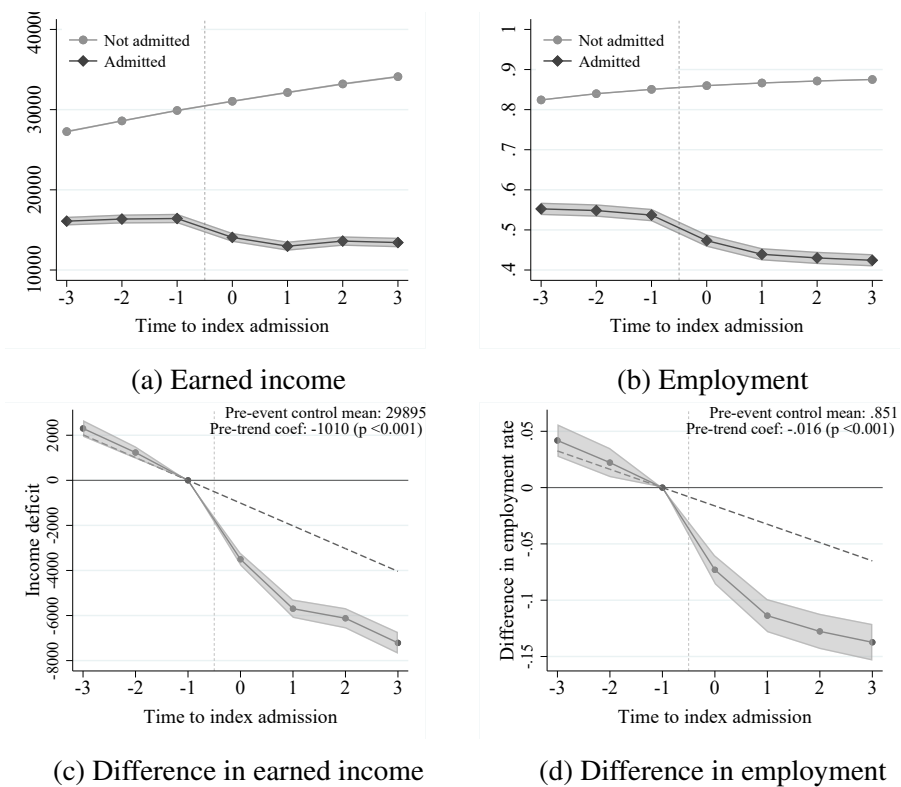 Not admitted
Admitted
40000
30000
20000
10000
-3 -2 -1 0 1 2 3
Time to index admission
(a) Earned income
Not admitted
Admitted
1
.9
.8
.7
.6
.5
.4
-3 -2 -1 0 1 2 3
Time to index admission
(b) Employment
Pre-event control mean: 29895
Pre-trend coef: -1010 (p <0.001)
Income deficit
2000
0
-2000
-4000
-6000
-8000
-3 -2 -1 0 1 2 3
Time to index admission
(c) Difference in earned income
Pre-event control mean: .851
Pre-trend coef: -.016 (p <0.001)
Difference in employment rate
.05
0
-.05
-.1
-.15
-3 -2 -1 0 1 2 3
Time to index admission
(d) Difference in employment